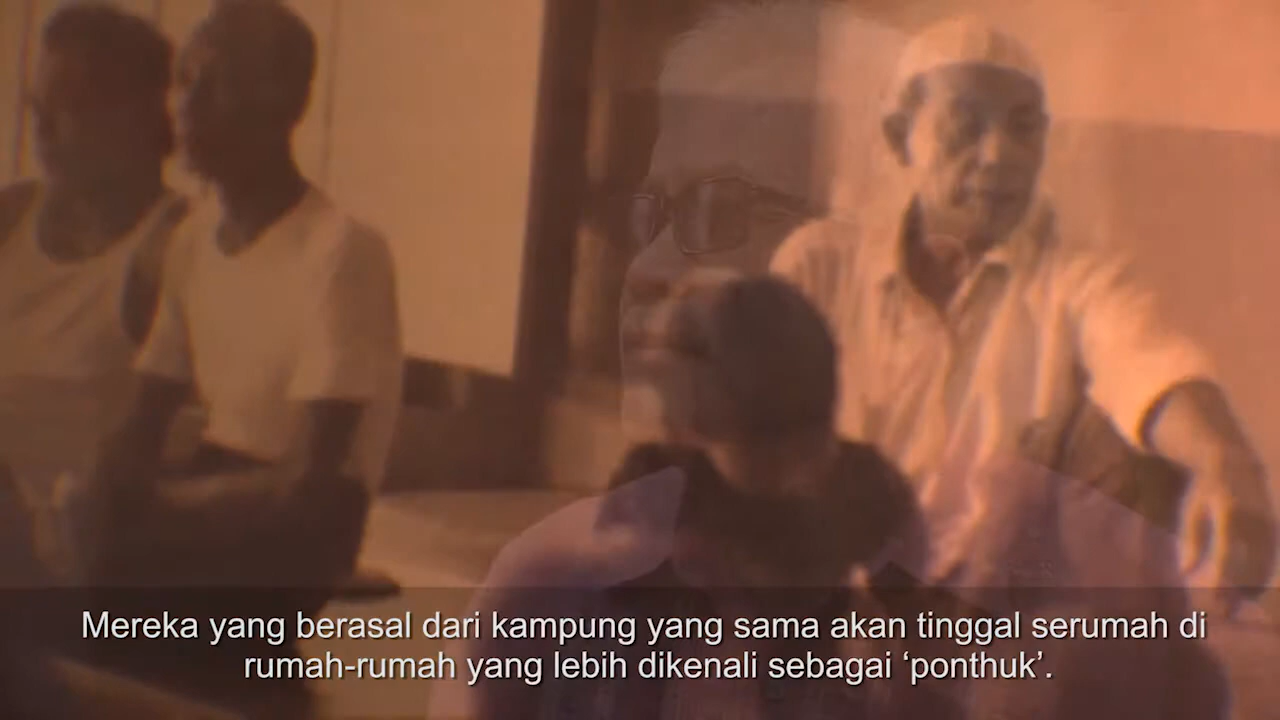 Mereka yang berasal dari kampung yang sama akan tinggal serumah di
rumah-rumah yang lebih dikenali sebagai ‘ponthuk’.